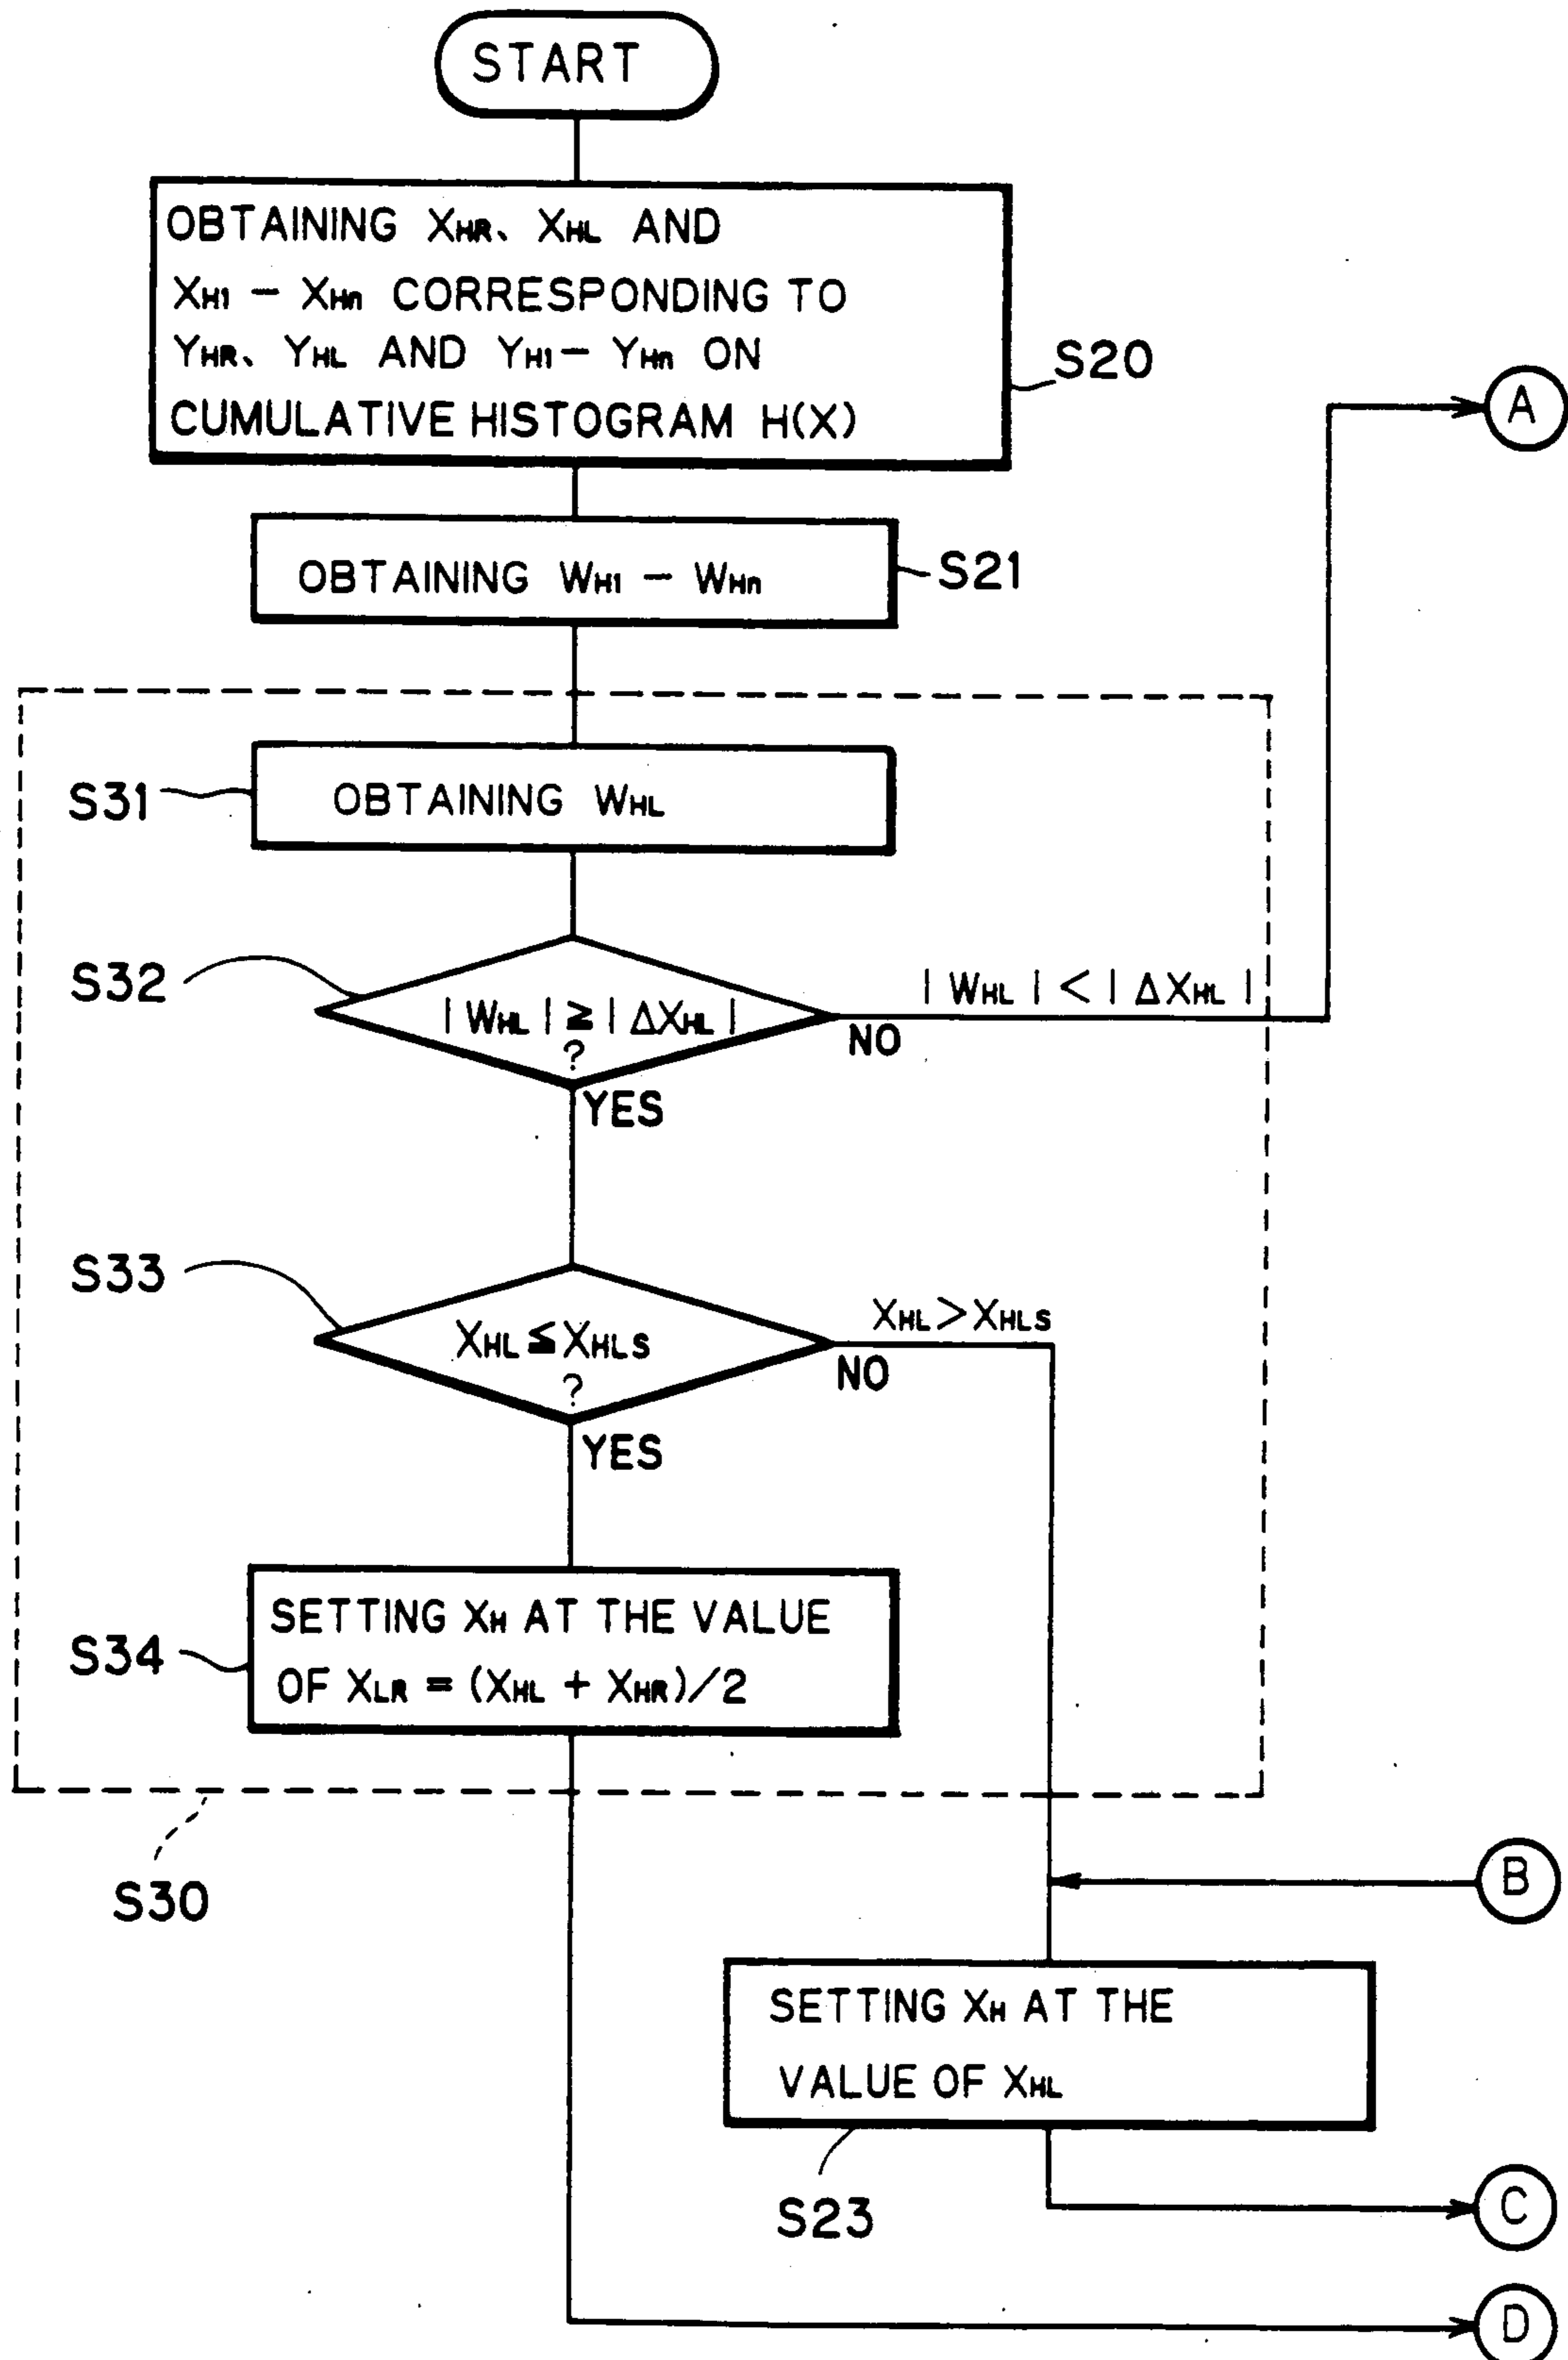 START
OBTAINING XHR、XHL AND
XH1 − XHn CORRESPONDING TO
YHR、YHL AND YH1− YHn ON
CUMULATIVE HISTOGRAM H(X)
S20
A
OBTAINING WH1 − WHn
S21
S31
OBTAINING WHL
S32
| WHL | ≧ | ΔXHL |
?
| WHL | < | ΔXHL |
NO
YES
S33
XHL ≦ XHLS
?
XHL > XHLS
NO
YES
S34
SETTING XH AT THE VALUE
OF XLR = (XHL + XHR)/2
S30
B
SETTING XH AT THE
VALUE OF XHL
S23
C
D